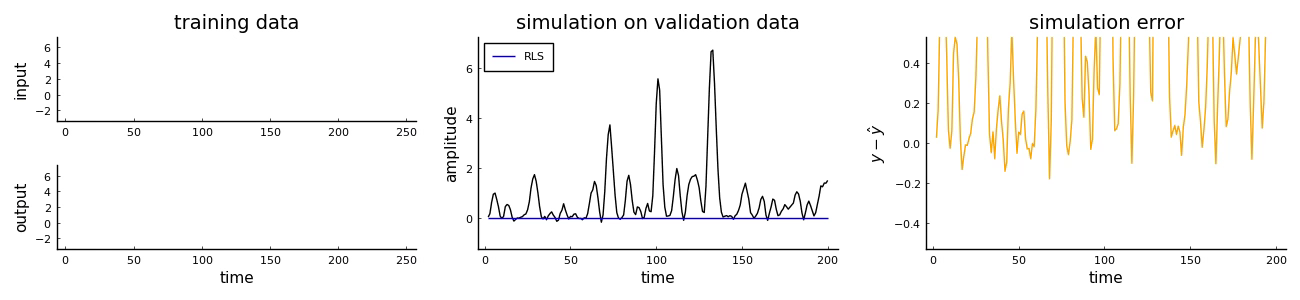 training data
input
6
4
2
0
−2
0 50 100 150 200 250
output
6
4
2
0
−2
0 50 100 150 200 250
time
simulation on validation data
RLS
amplitude
6
4
2
0
0 50 100 150 200
time
simulation error
y − ŷ
0.4
0.2
0.0
−0.2
−0.4
0 50 100 150 200
time